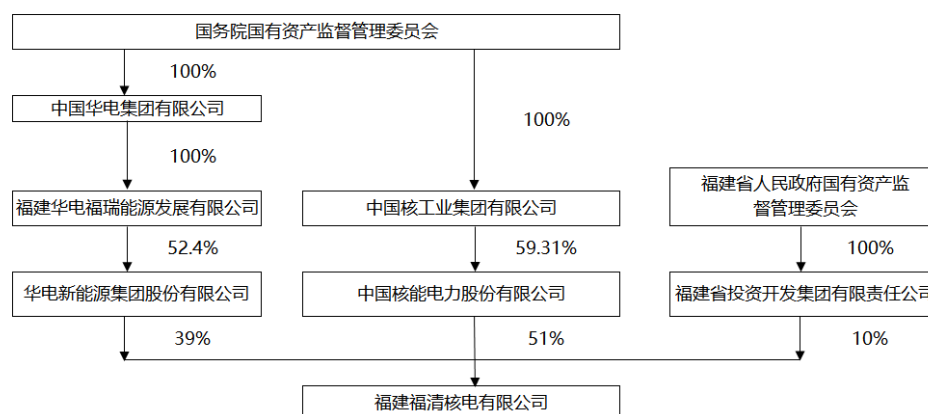 国务院国有资产监督管理委员会
100%
中国华电集团有限公司
100%
100%
福建华电福瑞能源发展有限公司
中国核工业集团有限公司
福建省人民政府国有资产监
督管理委员会
52.4%
59.31%
100%
华电新能源集团股份有限公司
中国核能电力股份有限公司
福建省投资开发集团有限责任公司
39%
51%
10%
福建福清核电有限公司